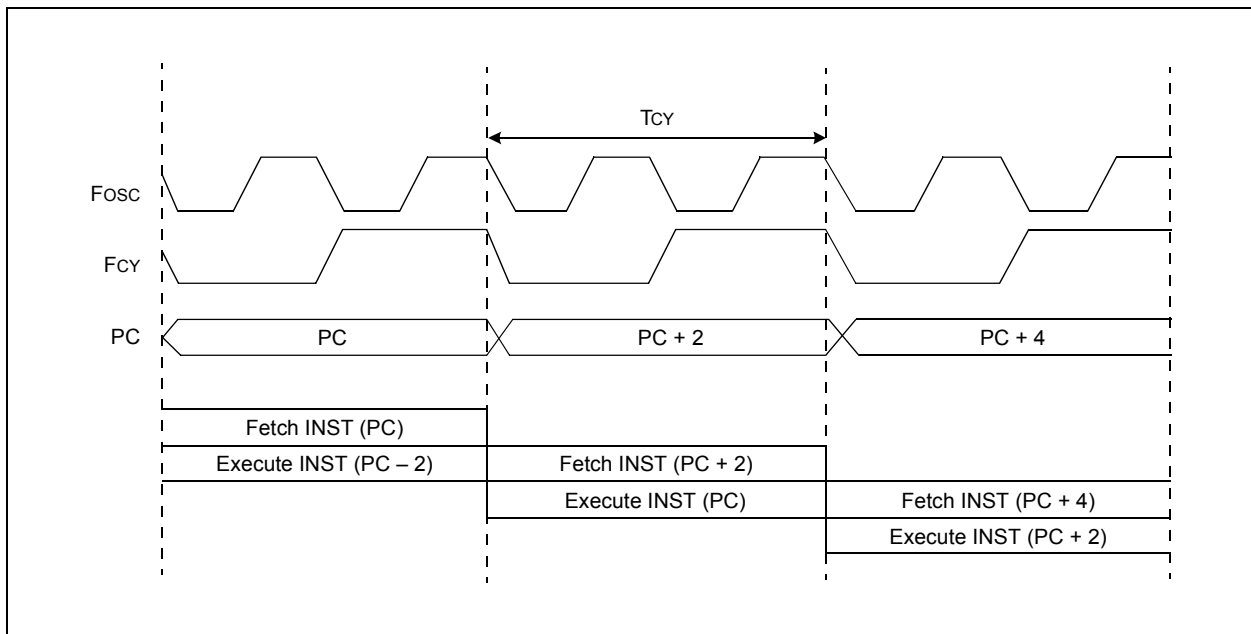 TCY
FOSC
FCY
PC PC PC + 2 PC + 4
Fetch INST (PC)
Execute INST (PC – 2) Fetch INST (PC + 2)
Execute INST (PC) Fetch INST (PC + 4)
Execute INST (PC + 2)